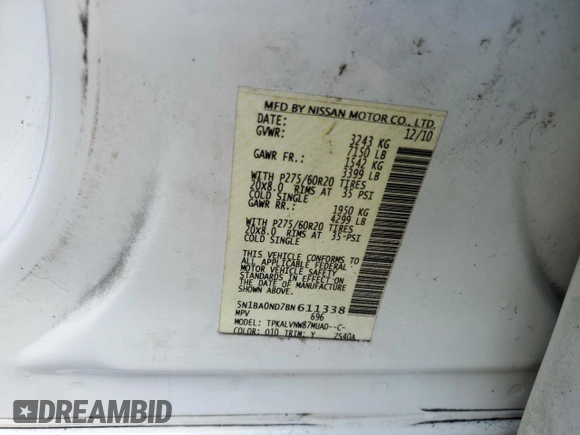 MFD BY NISSAN MOTOR CO., LTD.
DATE: 12/10
GVWR: 3243 KG
7150 LB
GAWR FR.: 1542 KG
3399 LB
WITH P275/60R20 TIRES
20X8.0 RIMS AT 35 PSI
COLD SINGLE
GAWR RR.: 1950 KG
4299 LB
WITH P275/60R20 TIRES
20X8.0 RIMS AT 35 PSI
COLD SINGLE
THIS VEHICLE CONFORMS TO
ALL APPLICABLE FEDERAL
MOTOR VEHICLE SAFETY
STANDARDS IN EFFECT ON THE
DATE OF MANUFACTURE SHOWN
ABOVE.
5N1BA0ND7BN611338
MPV 696
MODEL: TPKALVNW87MUAD--C-
COLOR: Q10 TRIM: Y ZS40A
DREAMBID